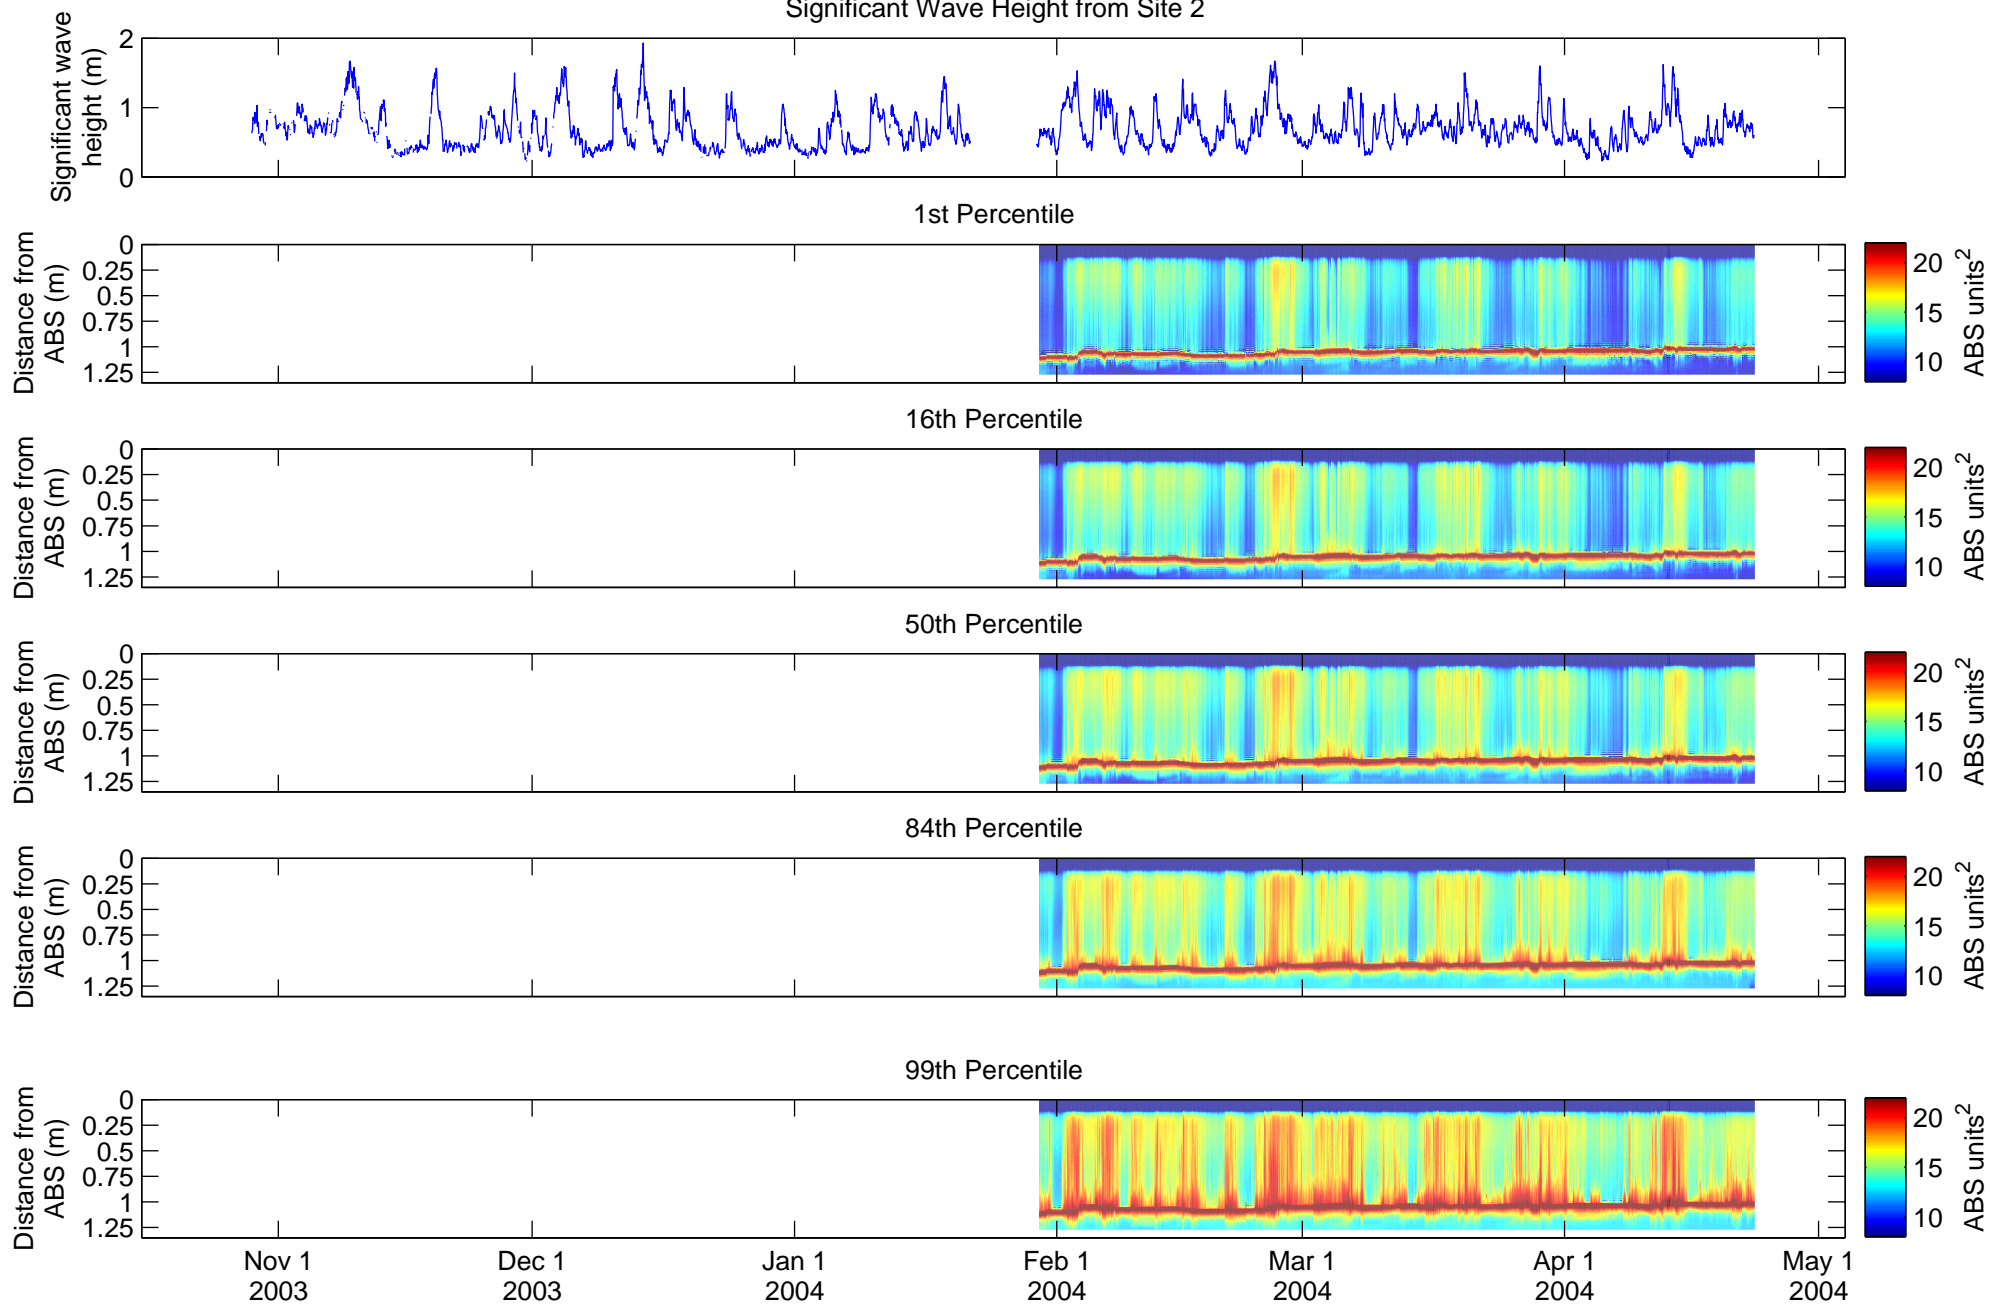 Significant Wave Height from Site 2
Significant wave
height (m)
2
1
0
1st Percentile
Distance from
ABS (m)
0
0.25
0.5
0.75
1
1.25
20
15
10
ABS units2
16th Percentile
Distance from
ABS (m)
0
0.25
0.5
0.75
1
1.25
20
15
10
ABS units2
50th Percentile
Distance from
ABS (m)
0
0.25
0.5
0.75
1
1.25
20
15
10
ABS units2
84th Percentile
Distance from
ABS (m)
0
0.25
0.5
0.75
1
1.25
20
15
10
ABS units2
99th Percentile
Distance from
ABS (m)
0
0.25
0.5
0.75
1
1.25
20
15
10
ABS units2
Nov 1 Dec 1 Jan 1 Feb 1 Mar 1 Apr 1 May 1
2003 2003 2004 2004 2004 2004 2004